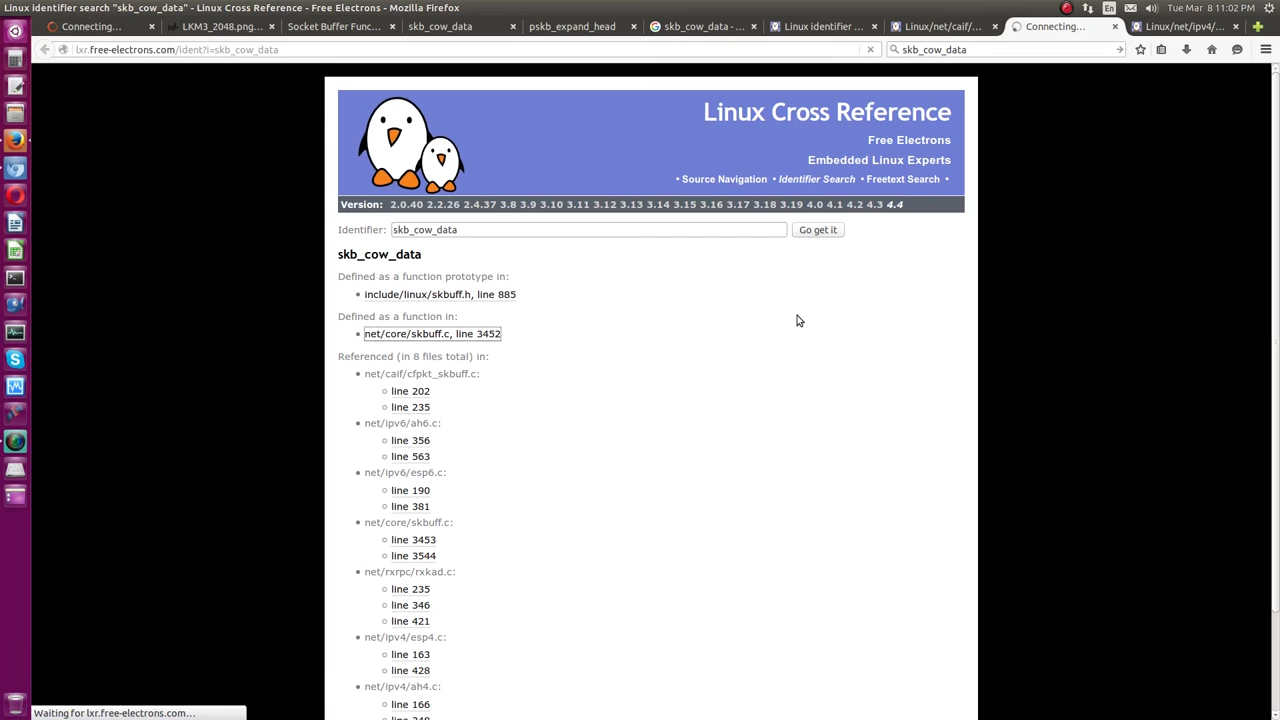 Linux identifier search "skb_cow_data" - Linux Cross Reference - Free Electrons - Mozilla Firefox
En
Tue Mar 8 11:02 PM
Connecting...
LKM3_2048.png...
Socket Buffer Func...
skb_cow_data
pskb_expand_head
skb_cow_data - ...
Linux identifier ...
Linux/net/caif/...
Connecting...
Linux/net/ipv4/...
lxr.free-electrons.com/ident?i=skb_cow_data
skb_cow_data
Linux Cross Reference
Free Electrons
Embedded Linux Experts
• Source Navigation • Identifier Search • Freetext Search •
Version: 2.0.40 2.2.26 2.4.37 3.8 3.9 3.10 3.11 3.12 3.13 3.14 3.15 3.16 3.17 3.18 3.19 4.0 4.1 4.2 4.3 4.4
Identifier: skb_cow_data Go get it
skb_cow_data
Defined as a function prototype in:
• include/linux/skbuff.h, line 885
Defined as a function in:
• net/core/skbuff.c, line 3452
Referenced (in 8 files total) in:
• net/caif/cfpkt_skbuff.c:
line 202
line 235
• net/ipv6/ah6.c:
line 356
line 563
• net/ipv6/esp6.c:
line 190
line 381
• net/core/skbuff.c:
line 3453
line 3544
• net/rxrpc/rxkad.c:
line 235
line 346
line 421
• net/ipv4/esp4.c:
line 163
line 428
• net/ipv4/ah4.c:
line 166
Waiting for lxr.free-electrons.com...